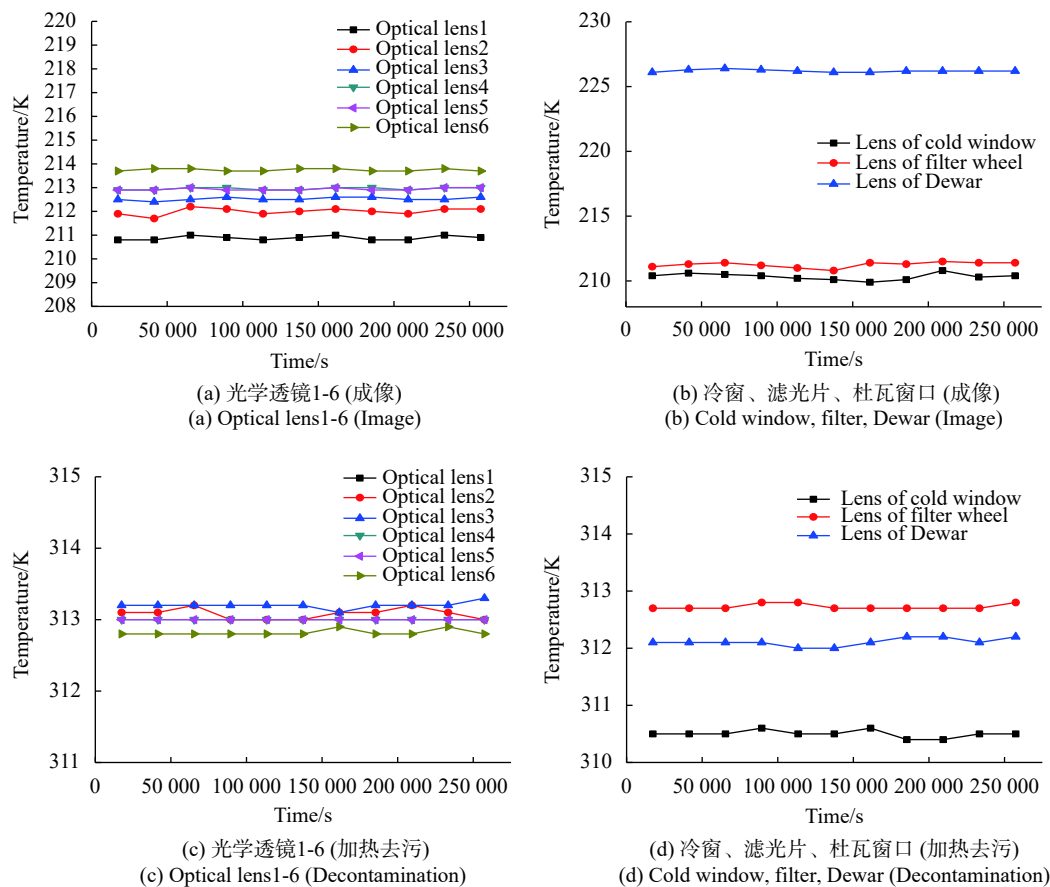 220
219
218
217
216
215
214
213
212
211
210
209
208
Temperature/K
Optical lens1
Optical lens2
Optical lens3
Optical lens4
Optical lens5
Optical lens6
0 50 000 100 000 150 000 200 000 250 000
Time/s
(a) 光学透镜1-6 (成像)
(a) Optical lens1-6 (Image)
230
225
220
215
210
Temperature/K
Lens of cold window
Lens of filter wheel
Lens of Dewar
0 50 000 100 000 150 000 200 000 250 000
Time/s
(b) 冷窗、滤光片、杜瓦窗口 (成像)
(b) Cold window, filter, Dewar (Image)
315
314
313
312
311
Temperature/K
Optical lens1
Optical lens2
Optical lens3
Optical lens4
Optical lens5
Optical lens6
0 50 000 100 000 150 000 200 000 250 000
Time/s
(c) 光学透镜1-6 (加热去污)
(c) Optical lens1-6 (Decontamination)
315
314
313
312
311
310
Temperature/K
Lens of cold window
Lens of filter wheel
Lens of Dewar
0 50 000 100 000 150 000 200 000 250 000
Time/s
(d) 冷窗、滤光片、杜瓦窗口 (加热去污)
(d) Cold window, filter, Dewar (Decontamination)